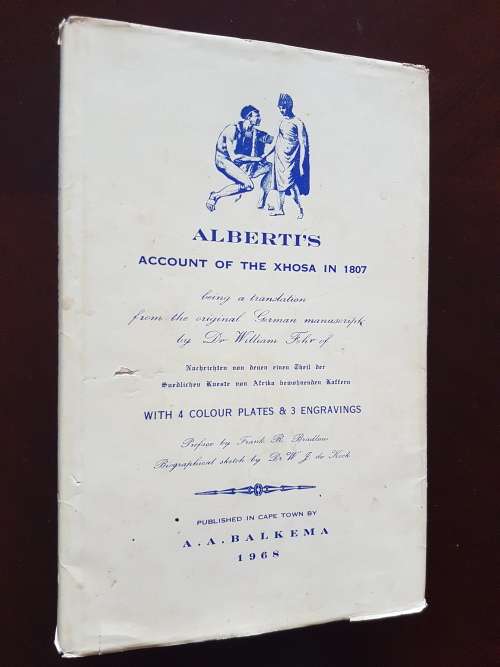 ALBERTI'S
ACCOUNT OF THE XHOSA IN 1807
being a translation
from the original German manuscript
by Dr William Fehr of
Nachrichten von denen einen Theil der
Suedlichen Kueste von Afrika bewohnenden Kaffern
WITH 4 COLOUR PLATES & 3 ENGRAVINGS
Preface by Frank R. Bradlow
Biographical sketch by Dr W. J. de Kock
PUBLISHED IN CAPE TOWN BY
A. A. BALKEMA
1968